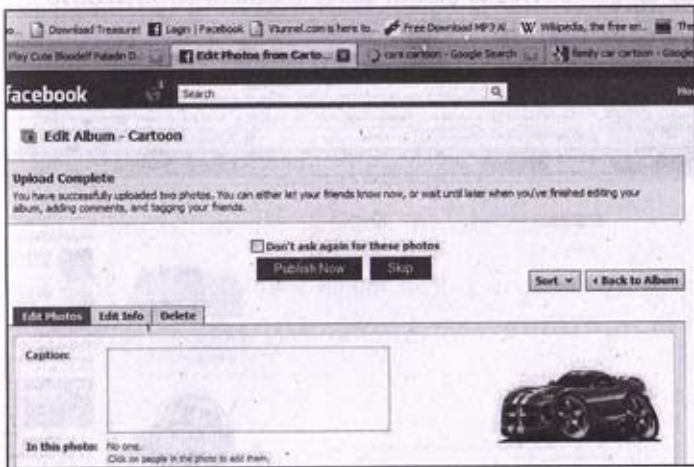 Download Treasure! Login | Facebook Vtunnel.com is here to... Free Download MP3 Al... W Wikipedia, the free en...
Play Cute Bloodelf Paladin D... Edit Photos from Carto... cars cartoon - Google Search family car cartoon - Google
facebook Search
Edit Album - Cartoon
Upload Complete
You have successfully uploaded two photos. You can either let your friends know now, or wait until later when you've finished editing your
album, adding comments, and tagging your friends.
Don't ask again for these photos
Publish Now Skip
Sort Back to Album
Edit Photos Edit Info Delete
Caption:
In this photo: No one.
Click on people in the photo to add them.